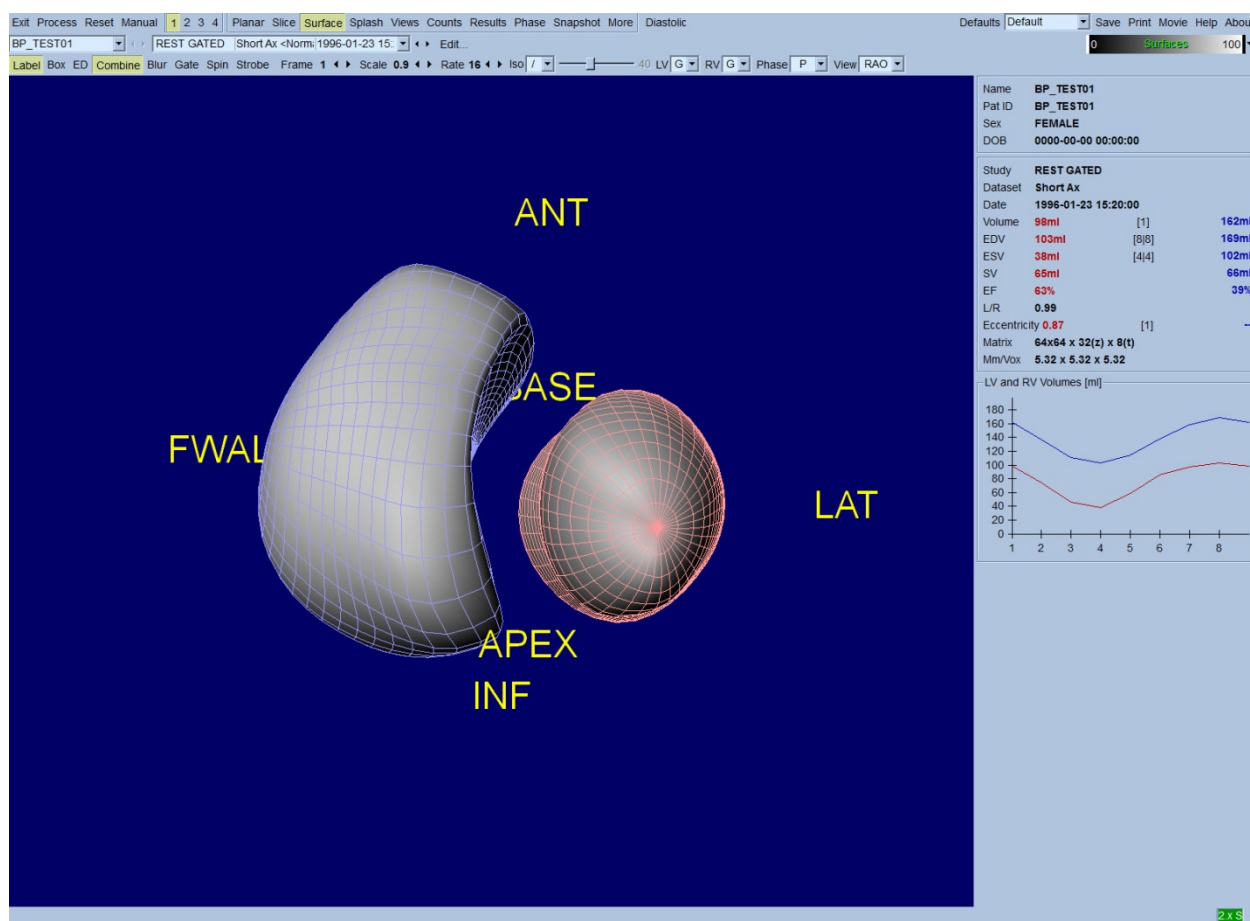 Exit Process Reset Manual 1 2 3 4 Planar Slice Surface Splash Views Counts Results Phase Snapshot More Diastolic Defaults Default Save Print Movie Help Abou
BP_TEST01 REST GATED Short Ax <Norm: 1996-01-23 15: Edit...
0 Surfaces 100
Label Box ED Combine Blur Gate Spin Strobe Frame 1 Scale 0.9 Rate 16 Iso / 40 LV G RV G Phase P View RAO
Name BP_TEST01
Pat ID BP_TEST01
Sex FEMALE
DOB 0000-00-00 00:00:00
Study REST GATED
Dataset Short Ax
Date 1996-01-23 15:20:00
Volume 98ml [1] 162ml
EDV 103ml [8|8] 169ml
ESV 38ml [4|4] 102ml
SV 65ml 66ml
EF 63% 39%
L/R 0.99
Eccentricity 0.87 [1] --
Matrix 64x64 x 32(z) x 8(t)
Mm/Vox 5.32 x 5.32 x 5.32
LV and RV Volumes [ml]
180
160
140
120
100
80
60
40
20
0
1 2 3 4 5 6 7 8
ANT
BASE
FWAL
LAT
APEX
INF
2 x S